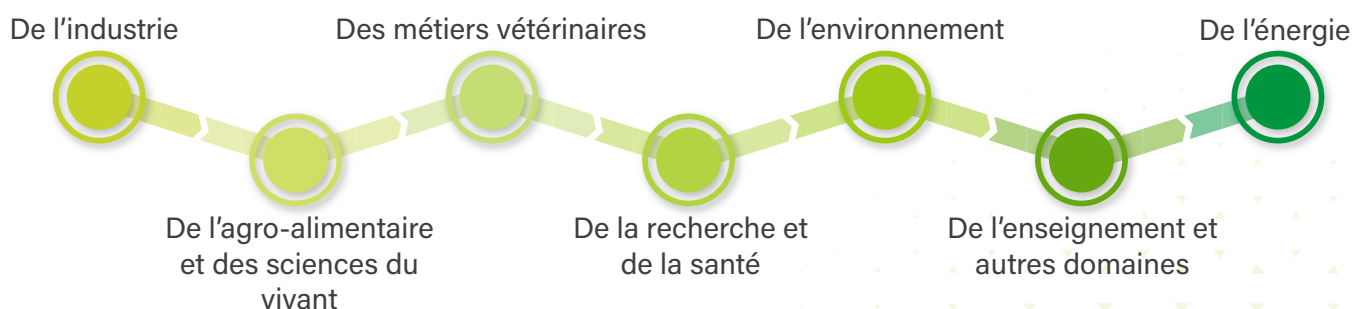 De l'industrie
De l'agro-alimentaire
et des sciences du
vivant
Des métiers vétérinaires
De la recherche et
de la santé
De l'environnement
De l'enseignement et
autres domaines
De l'énergie